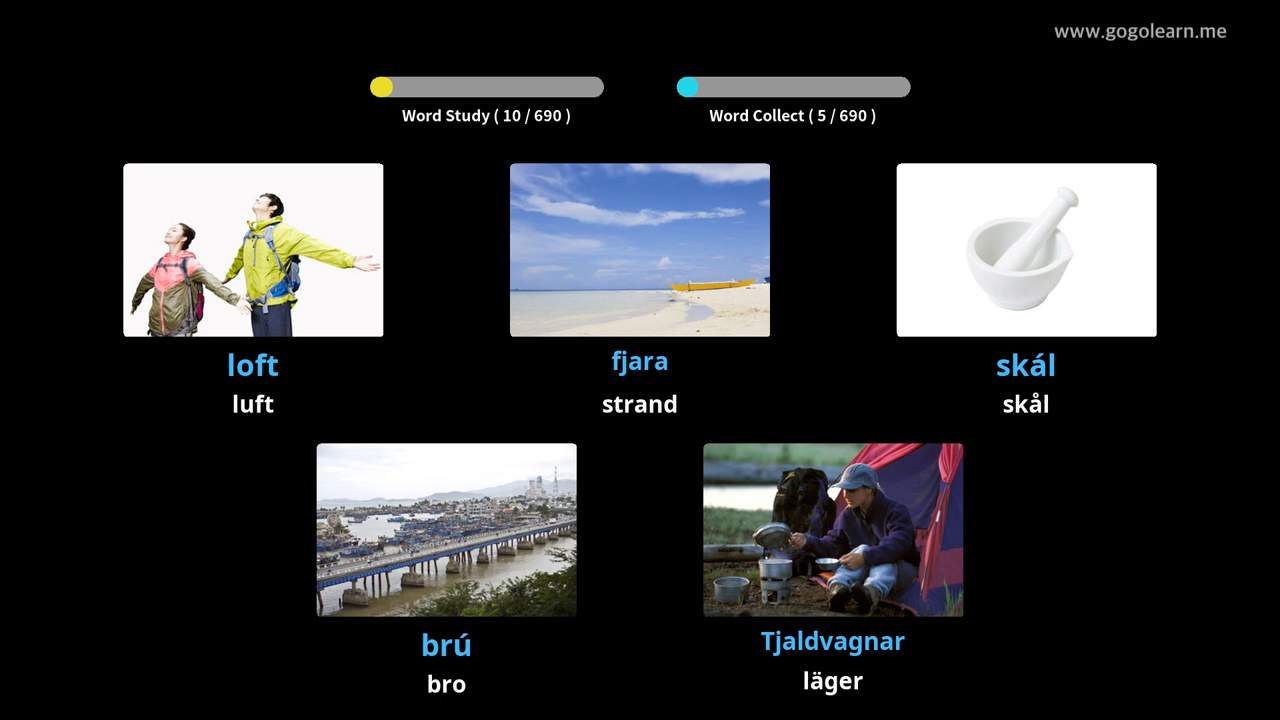 www.gogolearn.me
Word Study ( 10 / 690 )
Word Collect ( 5 / 690 )
loft
luft
fjara
strand
skál
skål
brú
bro
Tjaldvagnar
läger